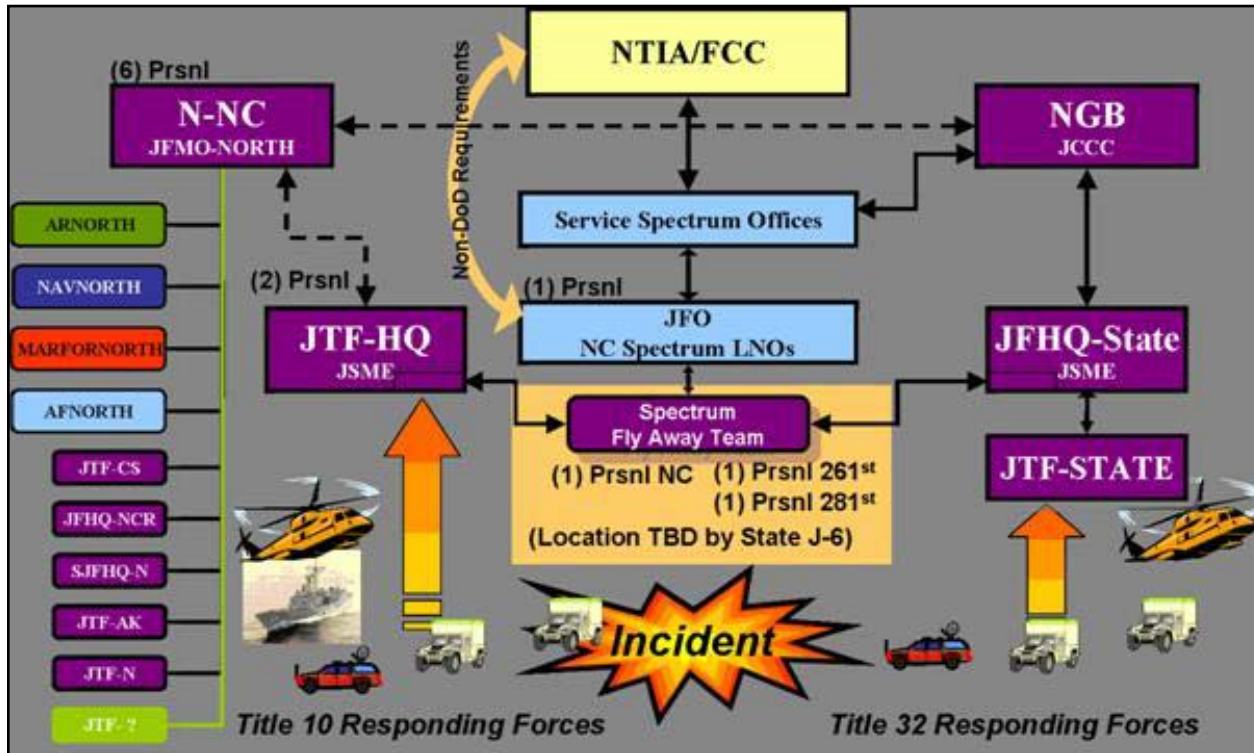 NTIA/FCC
(6) Prsnl
N-NC
JFMO-NORTH
Non-DoD Requirements
NGB
JCCC
ARNORTH
Service Spectrum Offices
NAVNORTH
(2) Prsnl
(1) Prsnl
MARFORNORTH
JTF-HQ
JSME
JFO
NC Spectrum LNOs
JFHQ-State
JSME
AFNORTH
Spectrum
Fly Away Team
JTF-CS
(1) Prsnl NC
(1) Prsnl 261st
(1) Prsnl 281st
JTF-STATE
JFHQ-NCR
(Location TBD by State J-6)
SJFHQ-N
JTF-AK
Incident
JTF-N
JTF- ?
Title 10 Responding Forces
Title 32 Responding Forces